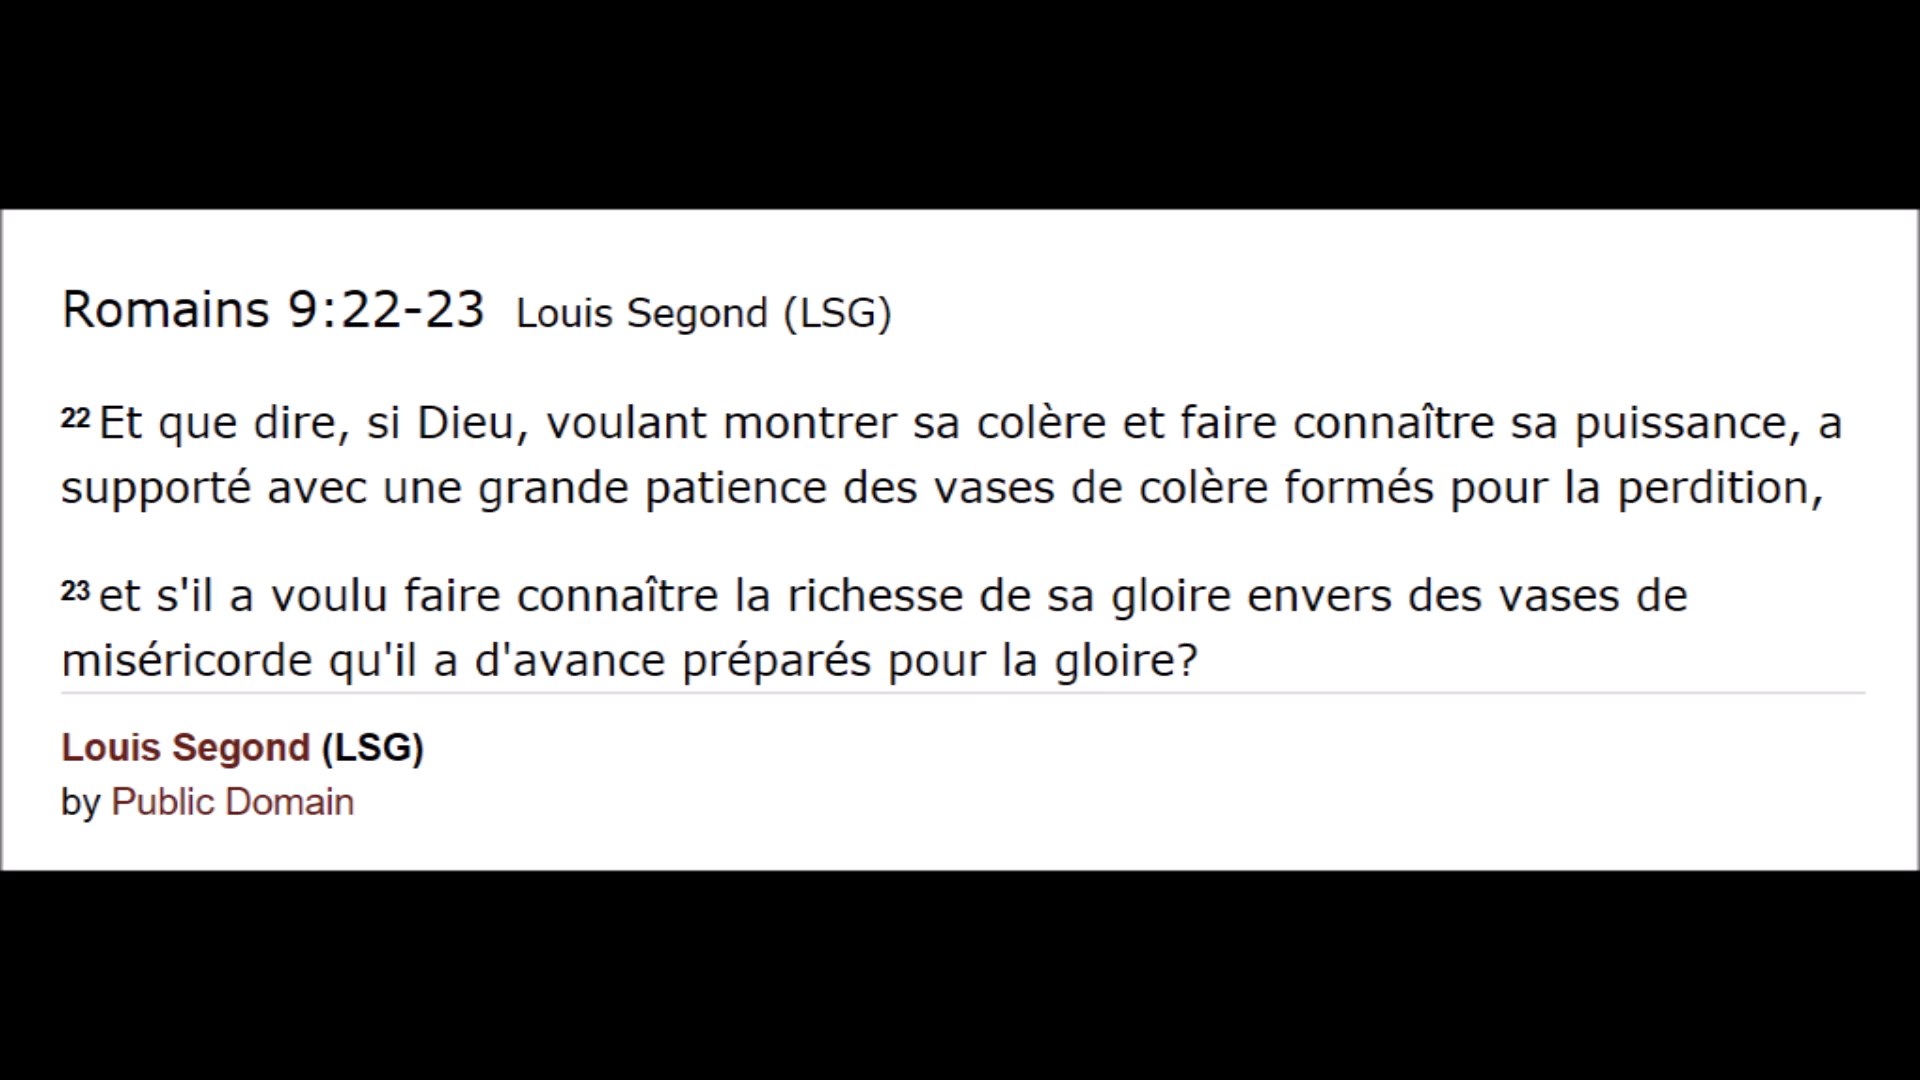 Romains 9:22-23 Louis Segond (LSG)
22 Et que dire, si Dieu, voulant montrer sa colère et faire connaître sa puissance, a
supporté avec une grande patience des vases de colère formés pour la perdition,
23 et s'il a voulu faire connaître la richesse de sa gloire envers des vases de
miséricorde qu'il a d'avance préparés pour la gloire?
Louis Segond (LSG)
by Public Domain